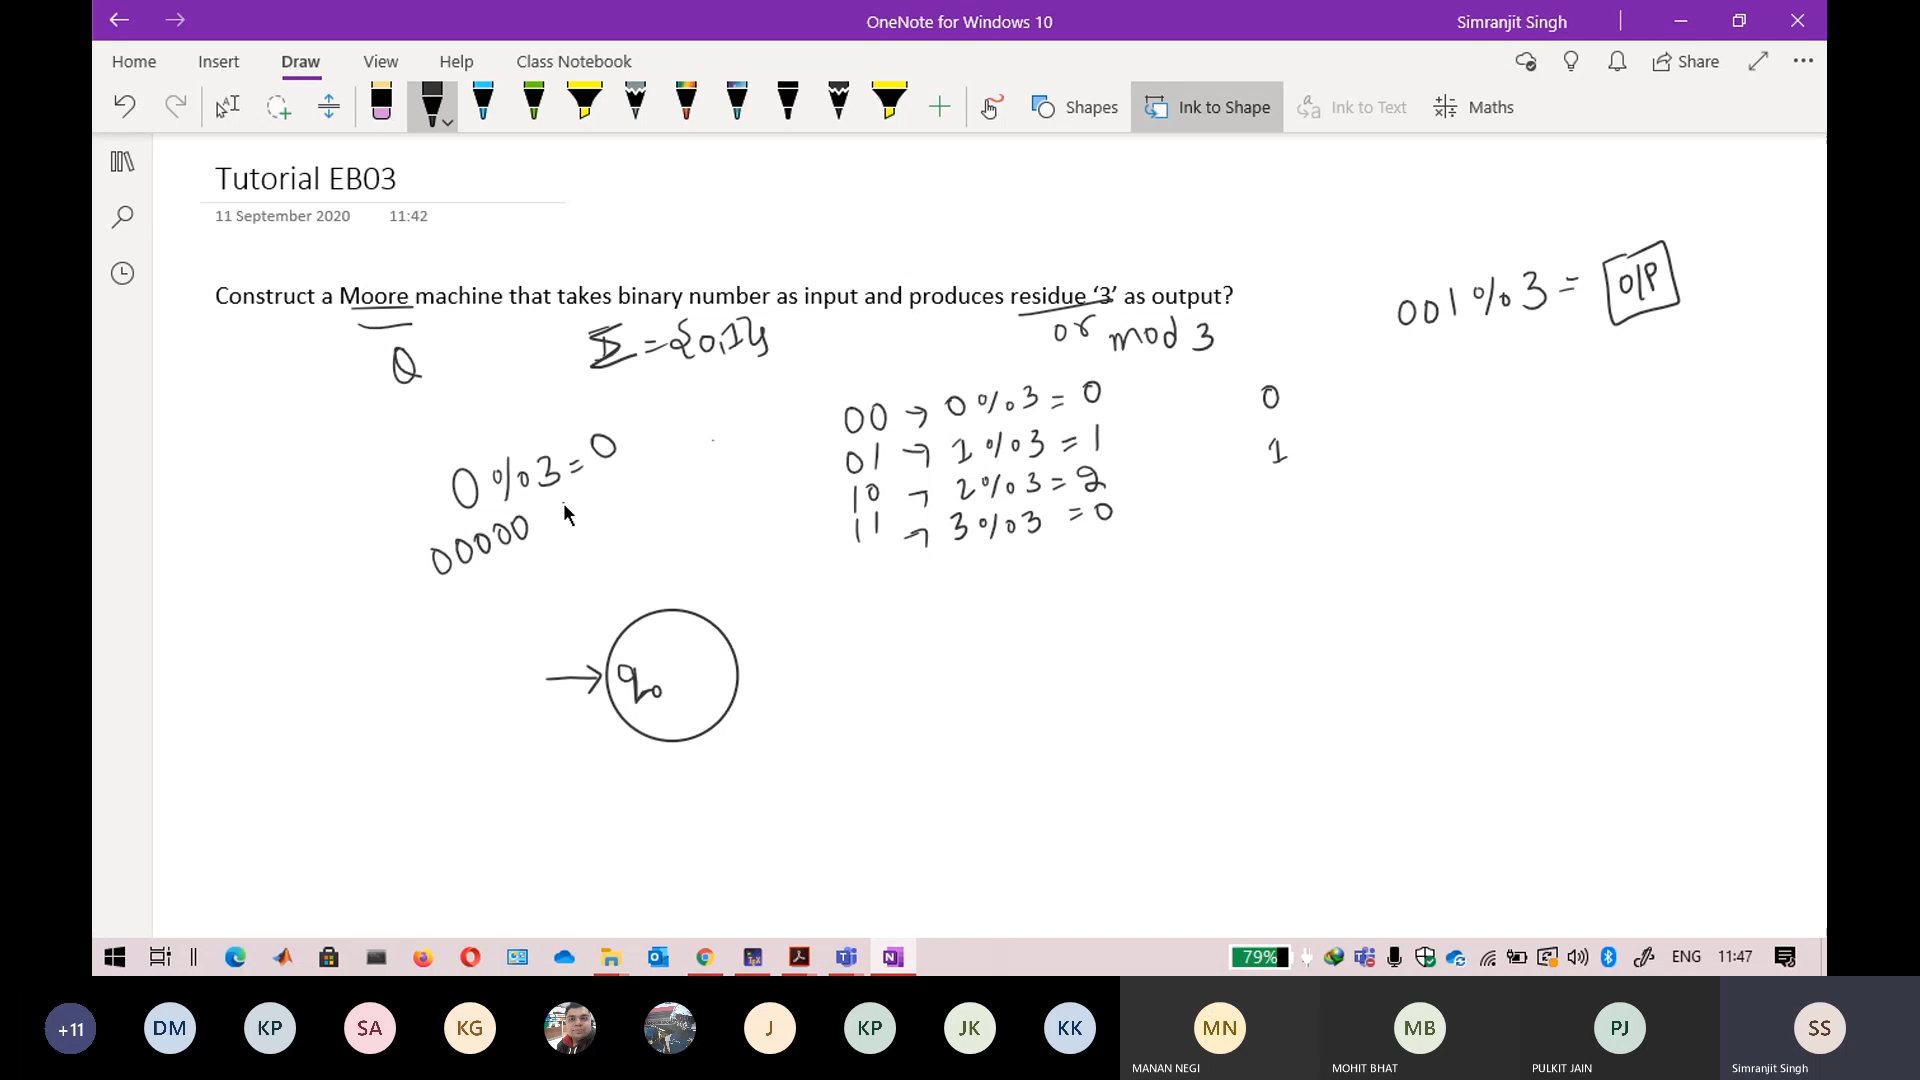 OneNote for Windows 10
Simranjit Singh
Home Insert Draw View Help Class Notebook
Share
Shapes Ink to Shape Ink to Text Maths
Tutorial EB03
11 September 2020 11:42
Construct a Moore machine that takes binary number as input and produces residue ‘3’ as output?
001 % 3 = O/P
Q
Σ = {0,1}
or mod 3
00 → 0 % 3 = 0
01 → 1 % 3 = 1
10 → 2 % 3 = 2
11 → 3 % 3 = 0
0
1
0 % 3 = 0
00000
→ q0
79%
ENG 11:47
+11 DM KP SA KG J KP JK KK MN MB PJ SS
MANAN NEGI MOHIT BHAT PULKIT JAIN Simranjit Singh